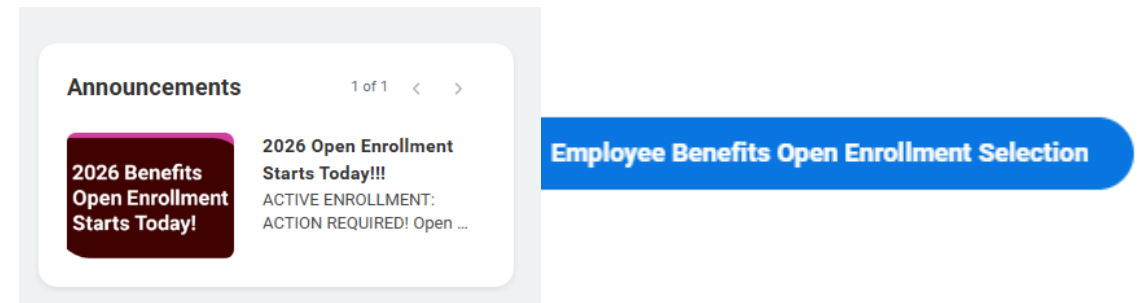 Announcements
1 of 1
2026 Benefits
Open Enrollment
Starts Today!
2026 Open Enrollment
Starts Today!!!
ACTIVE ENROLLMENT:
ACTION REQUIRED! Open ...
Employee Benefits Open Enrollment Selection